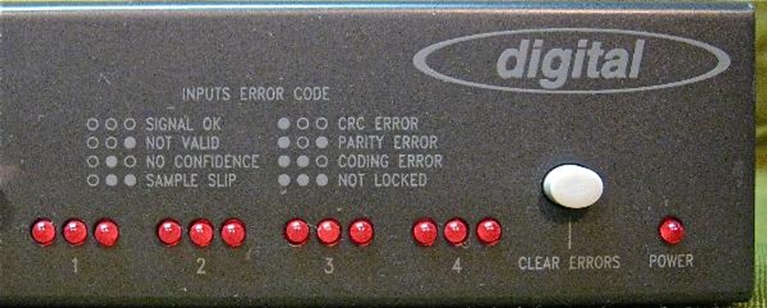 digital
INPUTS ERROR CODE
SIGNAL OK
NOT VALID
NO CONFIDENCE
SAMPLE SLIP
CRC ERROR
PARITY ERROR
CODING ERROR
NOT LOCKED
1 2 3 4
CLEAR ERRORS
POWER